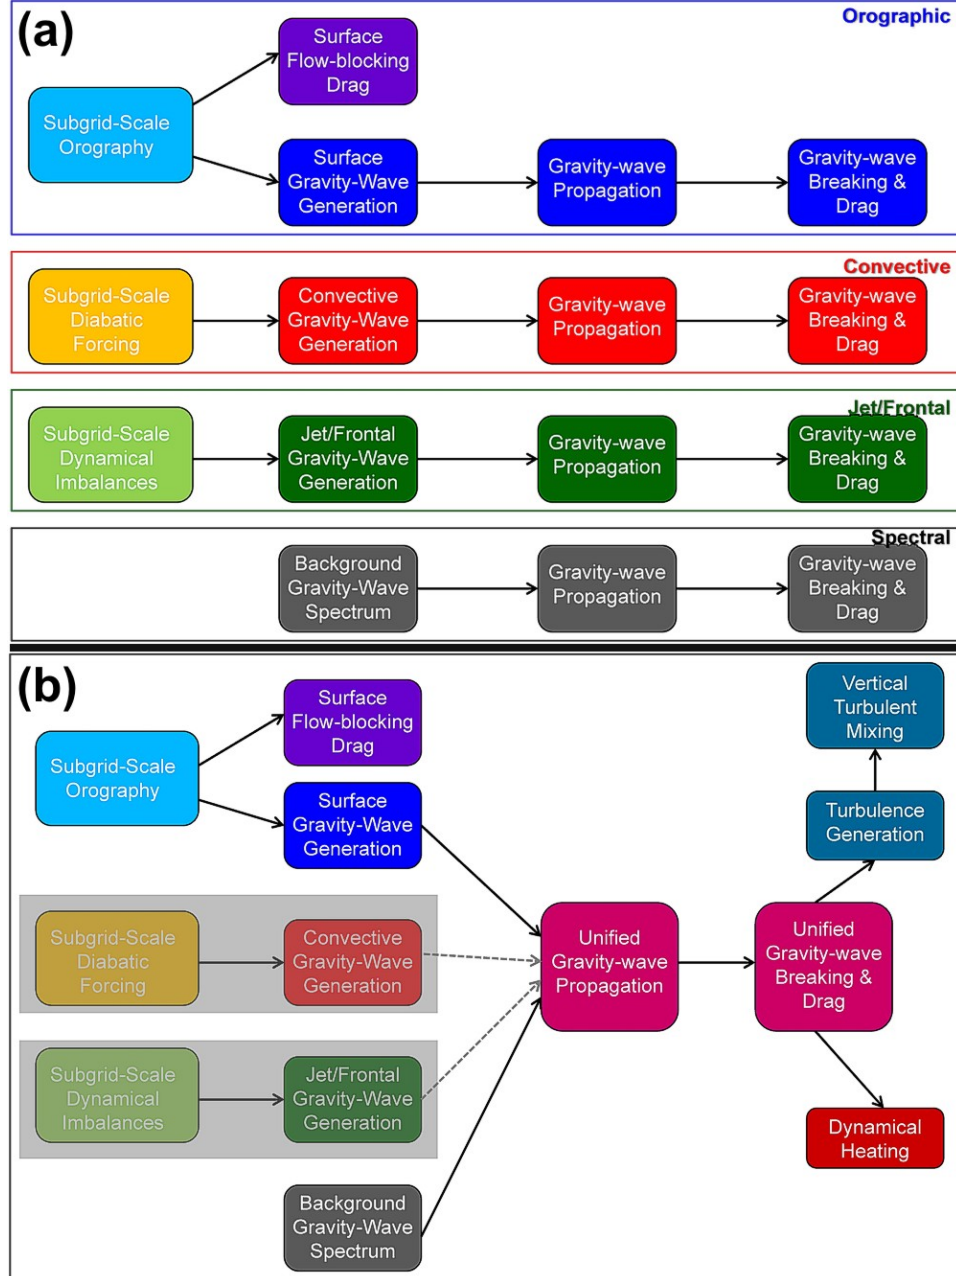 (a)
Orographic
Subgrid-Scale
Orography
Surface
Flow-blocking
Drag
Surface
Gravity-Wave
Generation
Gravity-wave
Propagation
Gravity-wave
Breaking &
Drag
Convective
Subgrid-Scale
Diabatic
Forcing
Convective
Gravity-Wave
Generation
Gravity-wave
Propagation
Gravity-wave
Breaking &
Drag
Jet/Frontal
Subgrid-Scale
Dynamical
Imbalances
Jet/Frontal
Gravity-Wave
Generation
Gravity-wave
Propagation
Gravity-wave
Breaking &
Drag
Spectral
Background
Gravity-Wave
Spectrum
Gravity-wave
Propagation
Gravity-wave
Breaking &
Drag
(b)
Subgrid-Scale
Orography
Surface
Flow-blocking
Drag
Surface
Gravity-Wave
Generation
Subgrid-Scale
Diabatic
Forcing
Convective
Gravity-Wave
Generation
Subgrid-Scale
Dynamical
Imbalances
Jet/Frontal
Gravity-Wave
Generation
Background
Gravity-Wave
Spectrum
Unified
Gravity-wave
Propagation
Unified
Gravity-wave
Breaking &
Drag
Vertical
Turbulent
Mixing
Turbulence
Generation
Dynamical
Heating